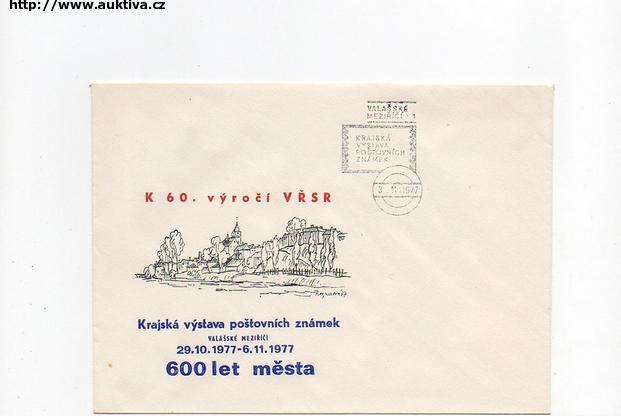 http://www.auktiva.cz
VALAŠSKÉ
MEZIŘÍČÍ 1
KRAJSKÁ
VÝSTAVA
POŠTOVNÍCH
ZNÁMEK
3. 11. 1977
K 60. výročí VŘSR
Krajská výstava poštovních známek
VALAŠSKÉ MEZIŘÍČÍ
29.10.1977-6.11.1977
600 let města